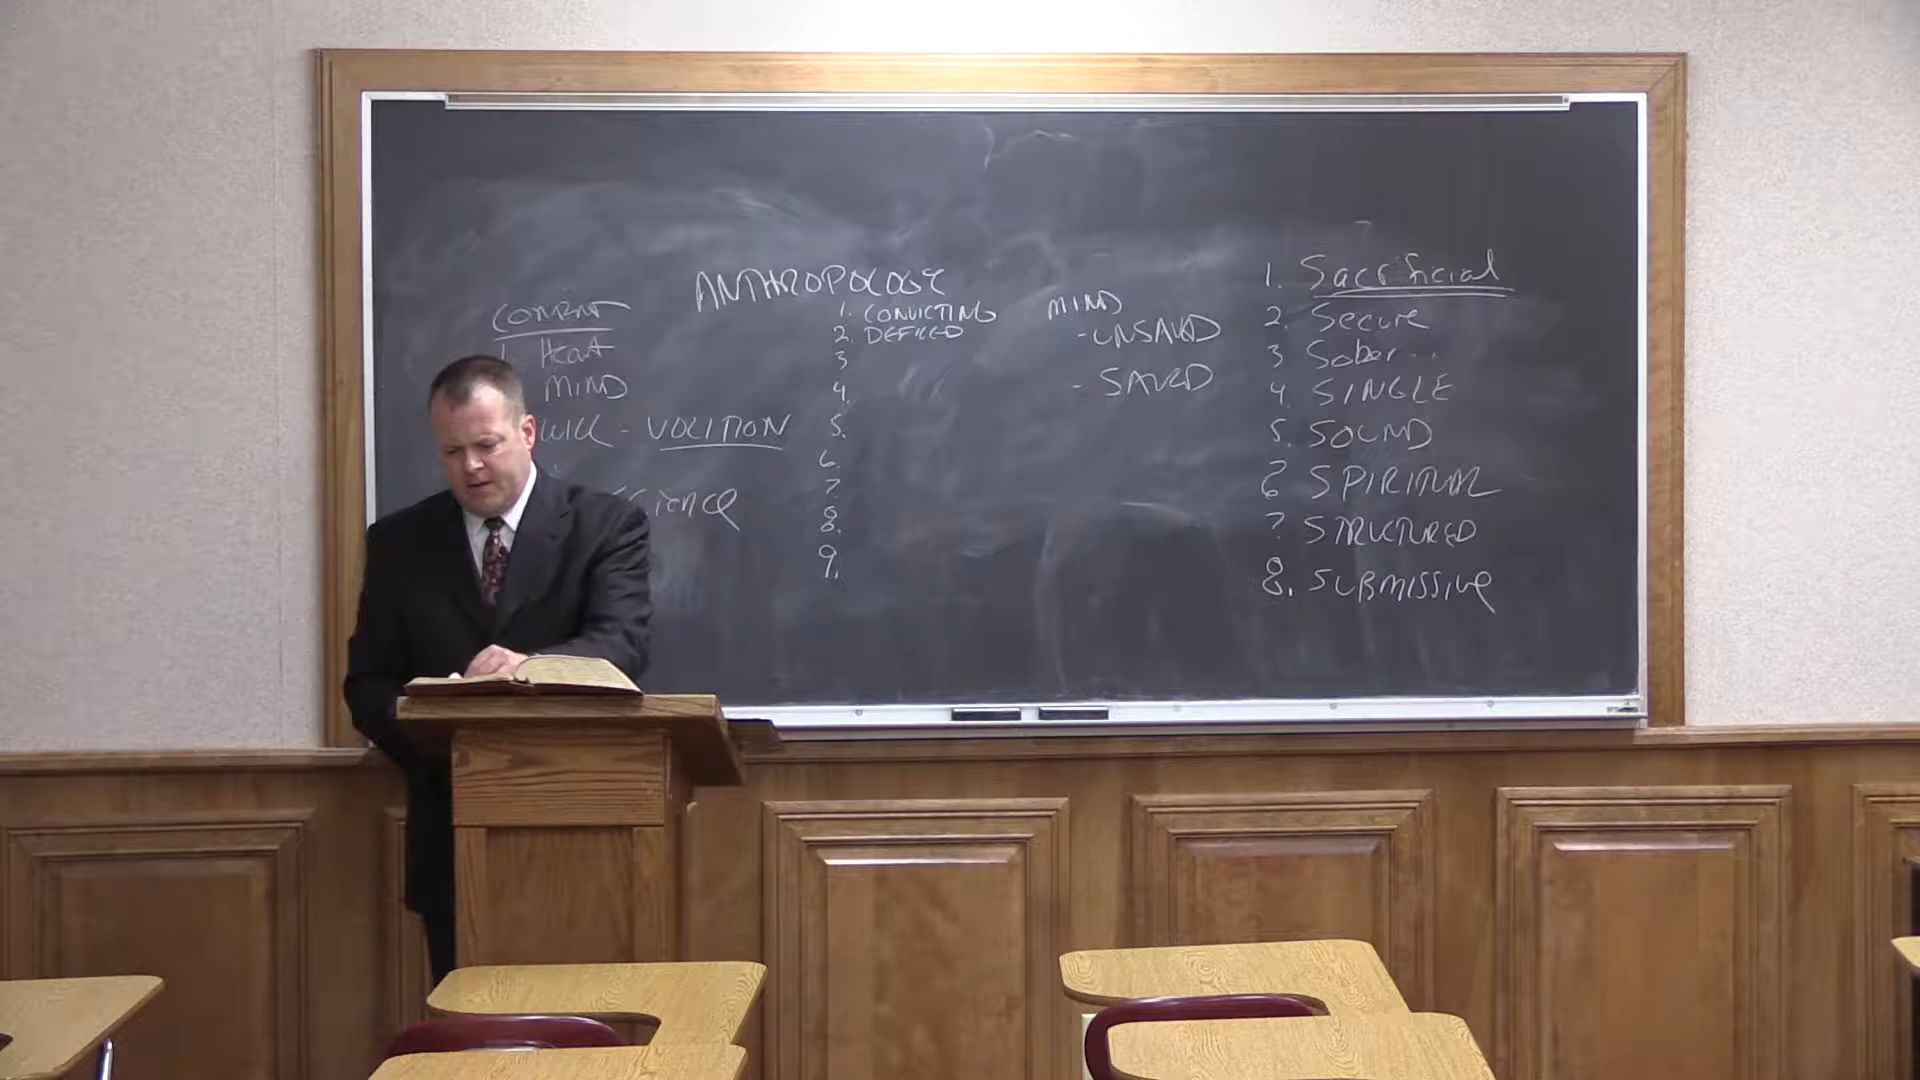 ANTHROPOLOGY
CONTENT
1. Heart
MIND
WILL - VOLITION
science
1. CONVICTING
2. DEFILED
3
4.
5.
6.
7.
8.
9.
MIND
- UNSAVED
- SAVED
1. Sacrificial
2. Secure
3 Sober
4. SINGLE
5. SOUND
6 SPIRITUAL
7 STRUCTURED
8. SUBMISSIVE